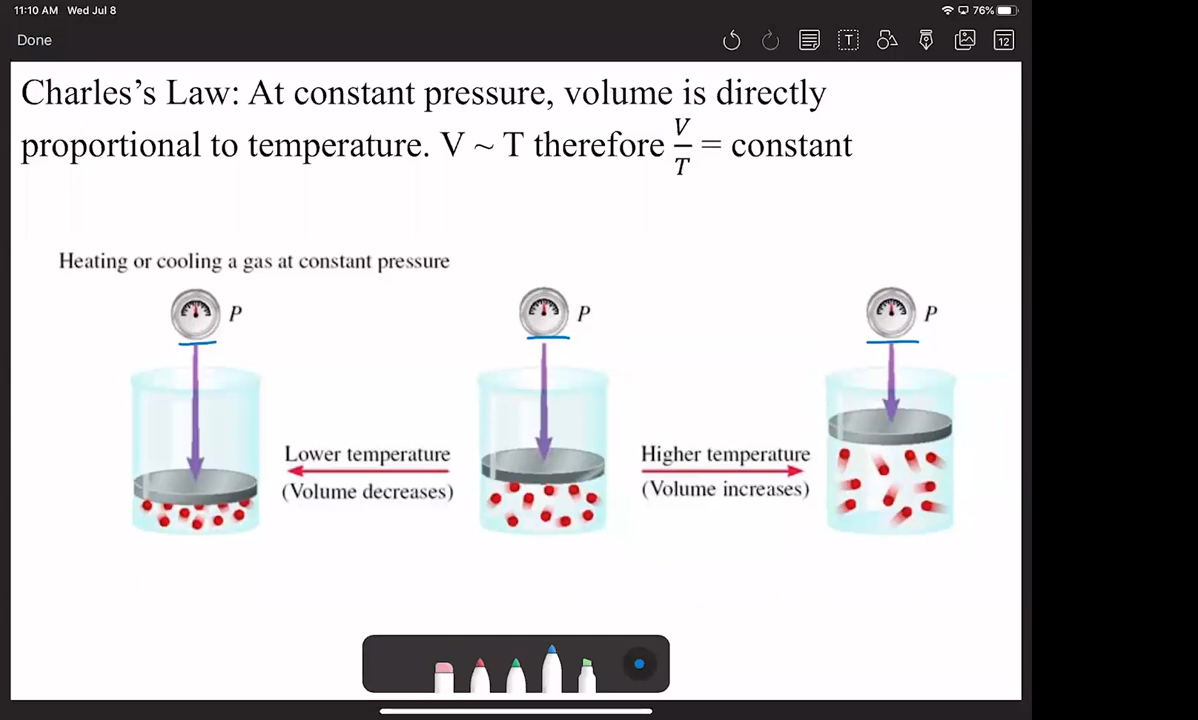 11:10 AM Wed Jul 8
76%
Done
T
12
Charles’s Law: At constant pressure, volume is directly
proportional to temperature. V ~ T therefore V/T = constant
Heating or cooling a gas at constant pressure
P
P
P
Lower temperature
(Volume decreases)
Higher temperature
(Volume increases)